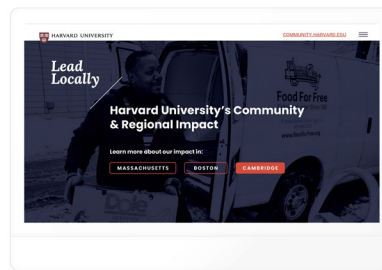 HARVARD UNIVERSITY
COMMUNITY.HARVARD.EDU
Lead
Locally
Food For Free
Harvard University's Community
& Regional Impact
Learn more about our impact in:
MASSACHUSETTS
BOSTON
CAMBRIDGE
Dole